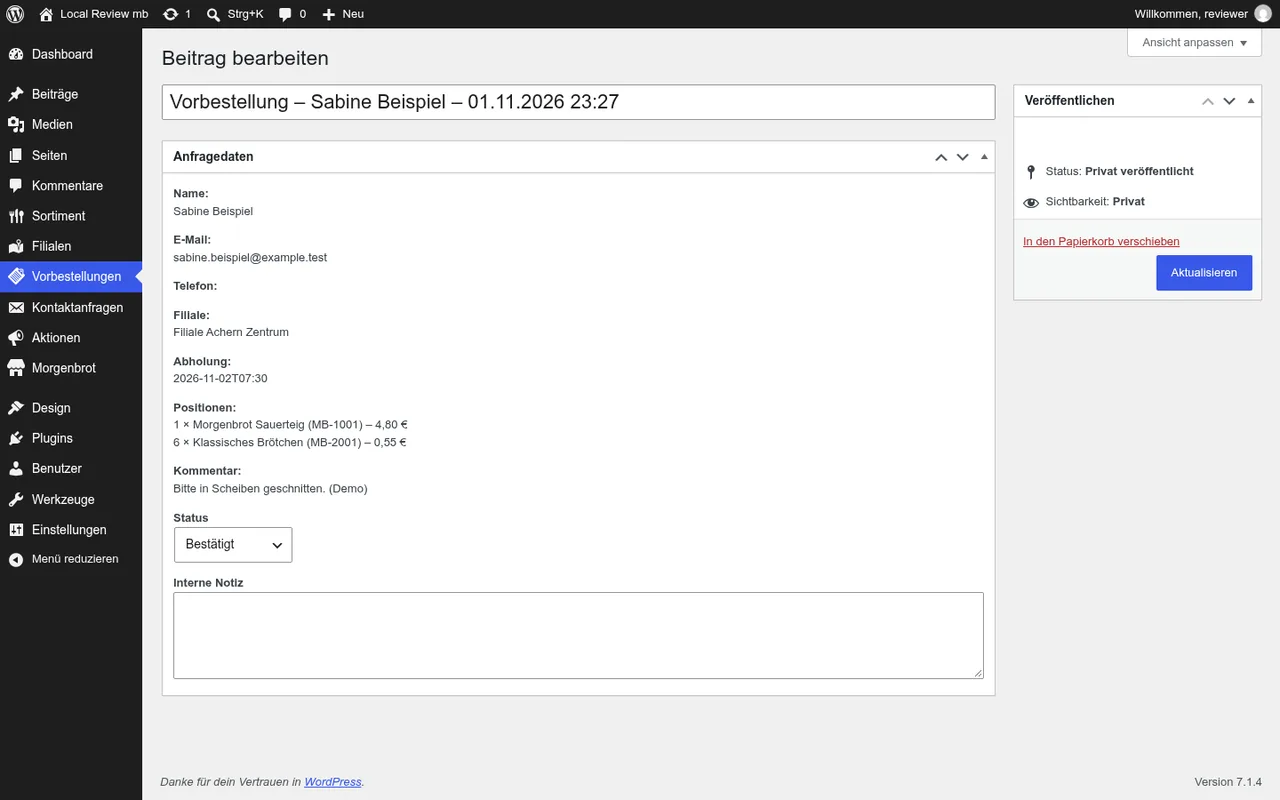 Local Review mb
1
Strg+K
0
Neu
Willkommen, reviewer
Dashboard
Beiträge
Medien
Seiten
Kommentare
Sortiment
Filialen
Vorbestellungen
Kontaktanfragen
Aktionen
Morgenbrot
Design
Plugins
Benutzer
Werkzeuge
Einstellungen
Menü reduzieren
Ansicht anpassen
Beitrag bearbeiten
Vorbestellung – Sabine Beispiel – 01.11.2026 23:27
Anfragedaten
Name:
Sabine Beispiel
E-Mail:
sabine.beispiel@example.test
Telefon:
Filiale:
Filiale Achern Zentrum
Abholung:
2026-11-02T07:30
Positionen:
1 × Morgenbrot Sauerteig (MB-1001) – 4,80 €
6 × Klassisches Brötchen (MB-2001) – 0,55 €
Kommentar:
Bitte in Scheiben geschnitten. (Demo)
Status
Bestätigt
Interne Notiz
Veröffentlichen
Status: Privat veröffentlicht
Sichtbarkeit: Privat
In den Papierkorb verschieben
Aktualisieren
Danke für dein Vertrauen in WordPress.
Version 7.1.4